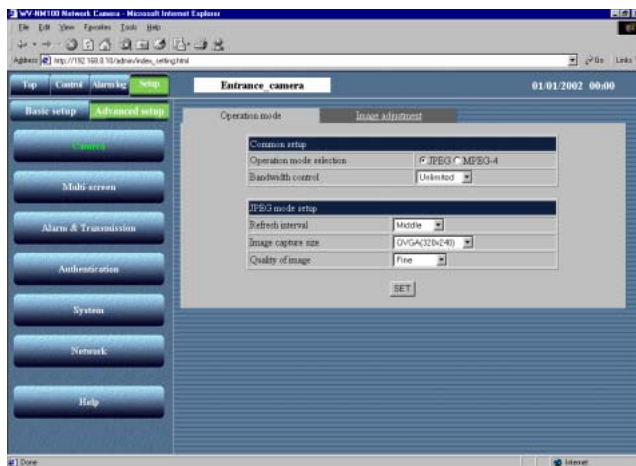 WV-NM100 Network Camera - Microsoft Internet Explorer
File Edit View Favorites Tools Help
Address http://192.168.0.10/admin/index_setting.html Go Links
Top Control Alarm log Setup
Entrance_camera
01/01/2002 00:00
Basic setup Advanced setup
Operation mode Image adjustment
Camera
Multi-screen
Alarm & Transmission
Authentication
System
Network
Help
Common setup
Operation mode selection JPEG MPEG-4
Bandwidth control Unlimited
JPEG mode setup
Refresh interval Middle
Image capture size QVGA(320x240)
Quality of image Fine
SET
Done Internet